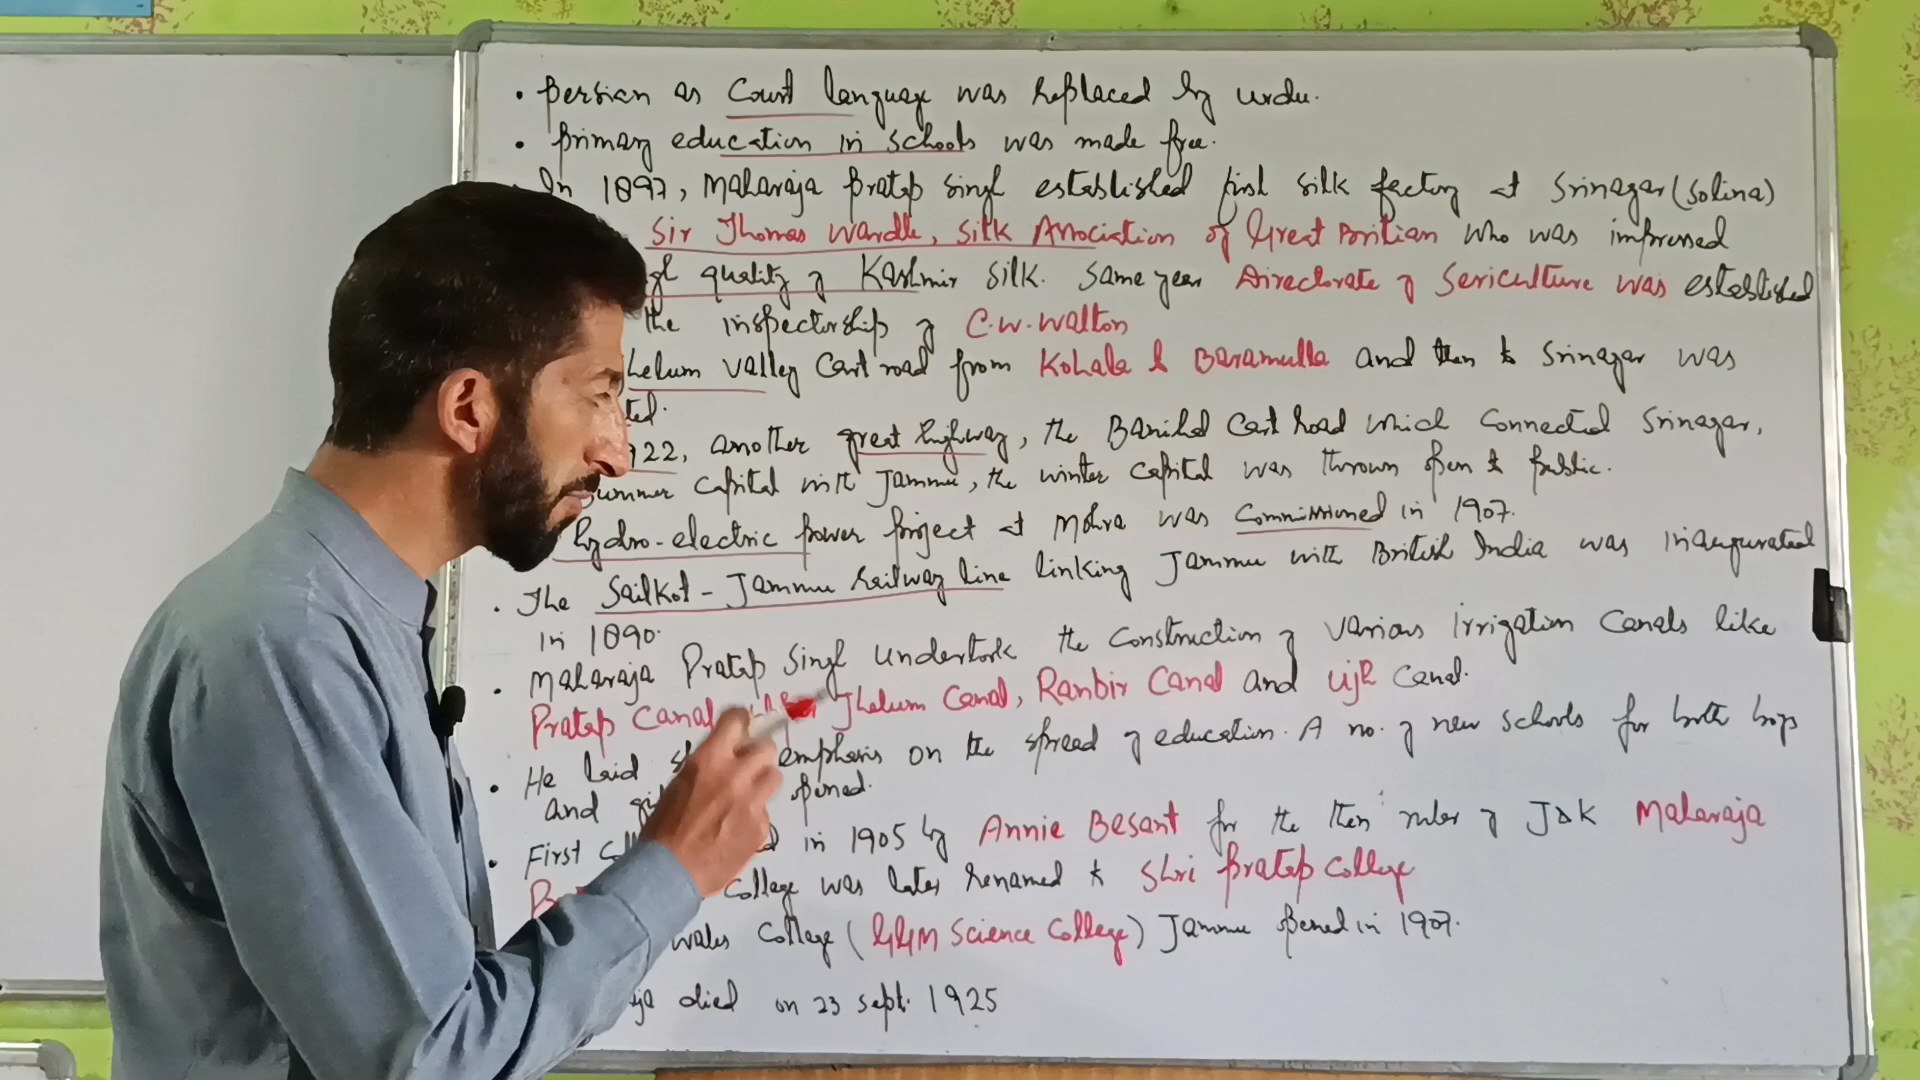 • Persian as Court language was replaced by urdu.
• Primary education in schools was made free.
In 1897, Maharaja Pratap Singh established first silk factory at Srinagar (Solina)
Sir Thomas Wardle, Silk Association of Great Britian who was impressed
quality of Kashmir Silk. Same year Directorate of Sericulture was established
the inspectorship of C.W. Walton
helum valley Cart road from Kohala to Baramulla and then to Srinagar was
ted.
922, another great highway, the Banihal Cart Road which Connected Srinagar,
Summer Capital with Jammu, the winter Capital was thrown open to public.
hydro-electric power project at Mohra was Commissioned in 1907.
• The Sailkot - Jammu railway line linking Jammu with British India was inaugurated
in 1890.
• Maharaja Pratap Singh undertook the Construction of various irrigation Canals like
Pratap Canal, Jhelum Canal, Ranbir Canal and Ujh Canal.
• He laid emphasis on the spread of education. A no. of new schools for both boys
and opened.
• First in 1905 by Annie Besant for the then ruler of J&K Maharaja
College was later renamed to Shri Pratap College
Wales College (GGM Science College) Jammu opened in 1907.
ja died on 23 Sept. 1925